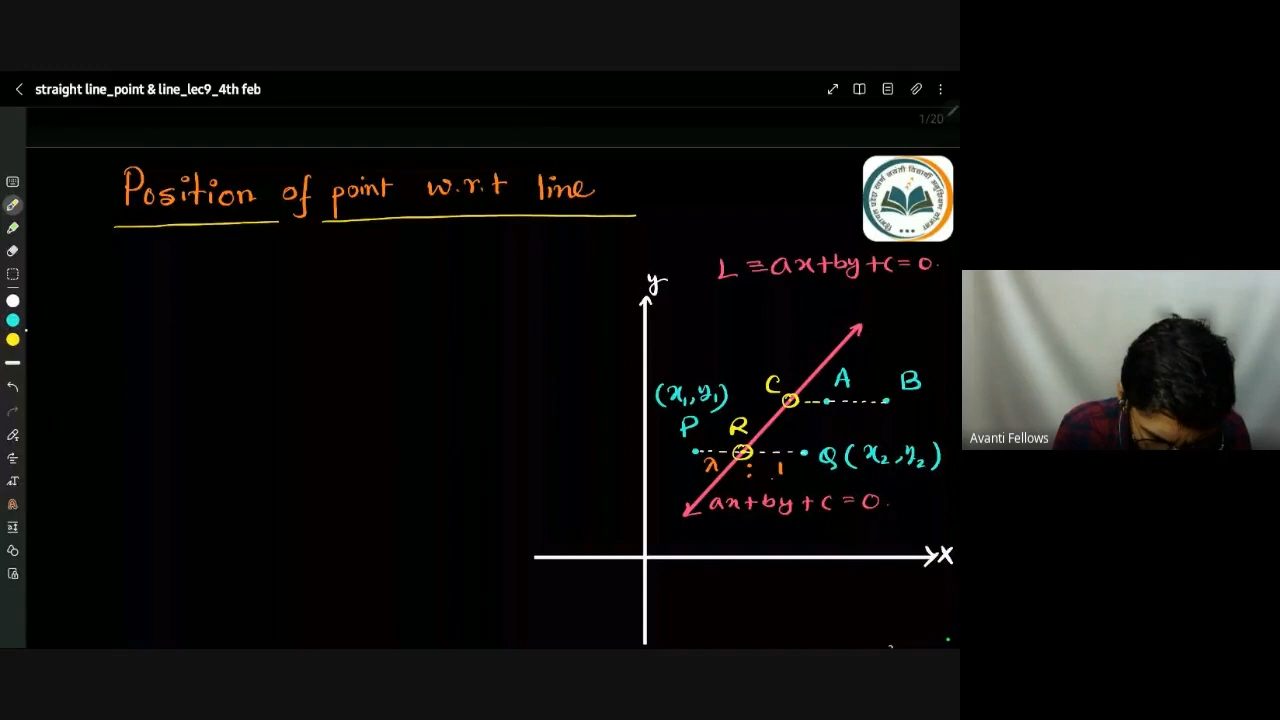 straight line_point & line_lec9_4th feb
1/20
Position of point w.r.t line
L ≡ ax+by+c=0.
y
(x₁,y₁)
C A B
P R
λ : 1
Q(x₂,y₂)
ax+by+c=0.
X
Avanti Fellows